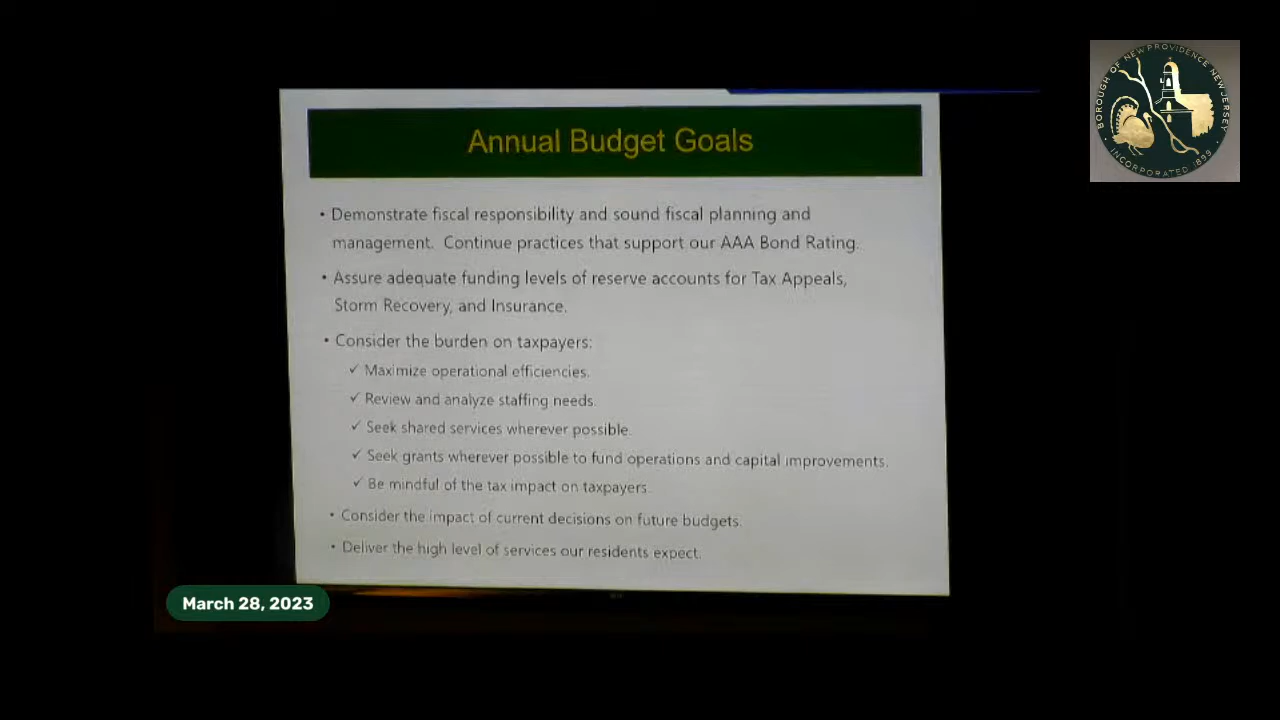 BOROUGH OF NEW PROVIDENCE NEW JERSEY
INCORPORATED 1899
Annual Budget Goals
• Demonstrate fiscal responsibility and sound fiscal planning and
management. Continue practices that support our AAA Bond Rating.
• Assure adequate funding levels of reserve accounts for Tax Appeals,
Storm Recovery, and Insurance.
• Consider the burden on taxpayers:
✓ Maximize operational efficiencies.
✓ Review and analyze staffing needs.
✓ Seek shared services wherever possible.
✓ Seek grants wherever possible to fund operations and capital improvements.
✓ Be mindful of the tax impact on taxpayers.
• Consider the impact of current decisions on future budgets.
• Deliver the high level of services our residents expect.
March 28, 2023